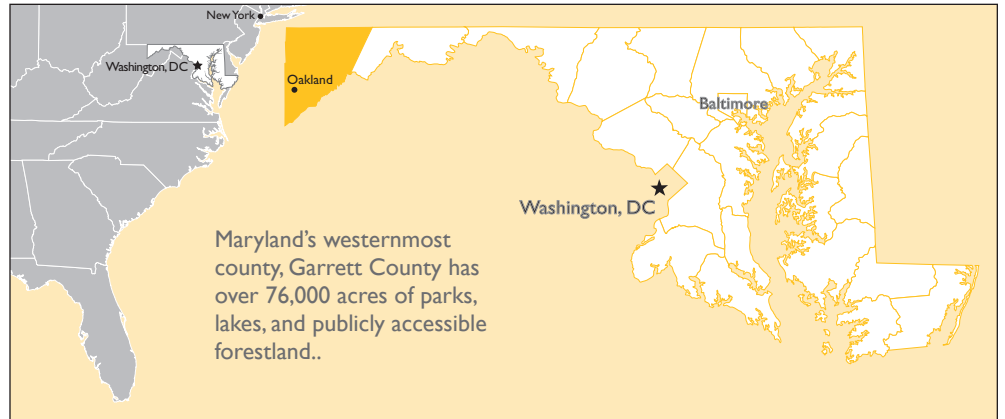 New York
Washington, DC
Oakland
Baltimore
Washington, DC
Maryland's westernmost
county, Garrett County has
over 76,000 acres of parks,
lakes, and publicly accessible
forestland..